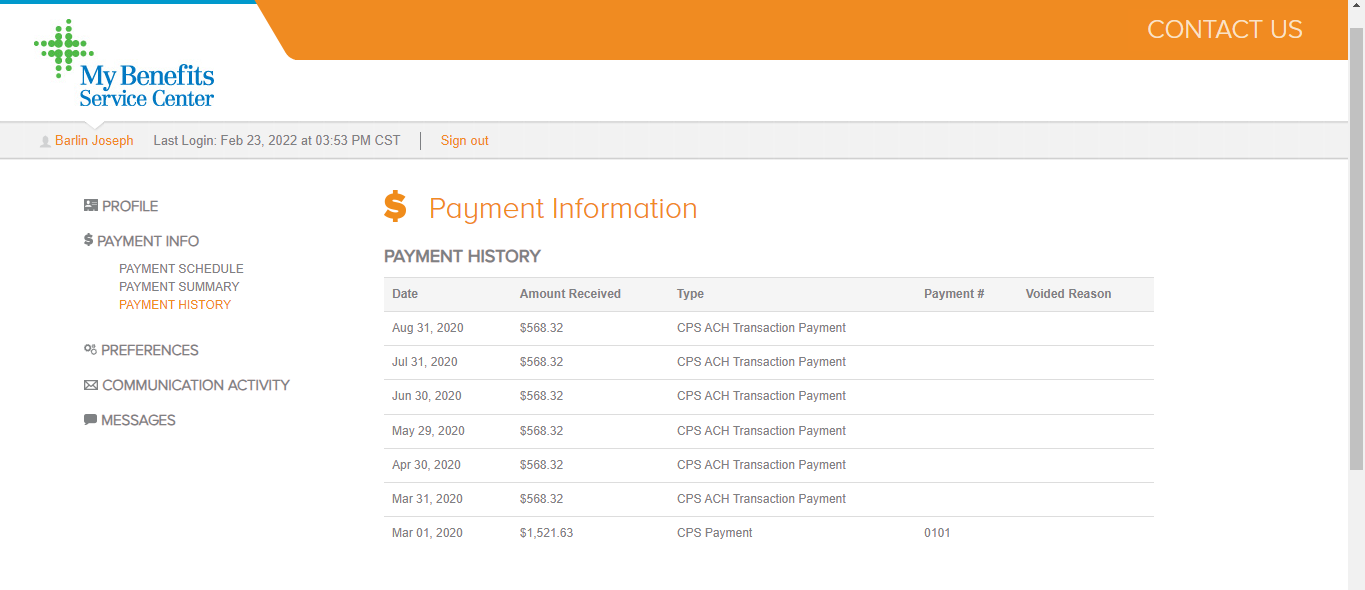 CONTACT US
My Benefits
Service Center
Barlin Joseph Last Login: Feb 23, 2022 at 03:53 PM CST Sign out
PROFILE
$ PAYMENT INFO
PAYMENT SCHEDULE
PAYMENT SUMMARY
PAYMENT HISTORY
PREFERENCES
COMMUNICATION ACTIVITY
MESSAGES
$ Payment Information
PAYMENT HISTORY
Date Amount Received Type Payment # Voided Reason
Aug 31, 2020 $568.32 CPS ACH Transaction Payment
Jul 31, 2020 $568.32 CPS ACH Transaction Payment
Jun 30, 2020 $568.32 CPS ACH Transaction Payment
May 29, 2020 $568.32 CPS ACH Transaction Payment
Apr 30, 2020 $568.32 CPS ACH Transaction Payment
Mar 31, 2020 $568.32 CPS ACH Transaction Payment
Mar 01, 2020 $1,521.63 CPS Payment 0101